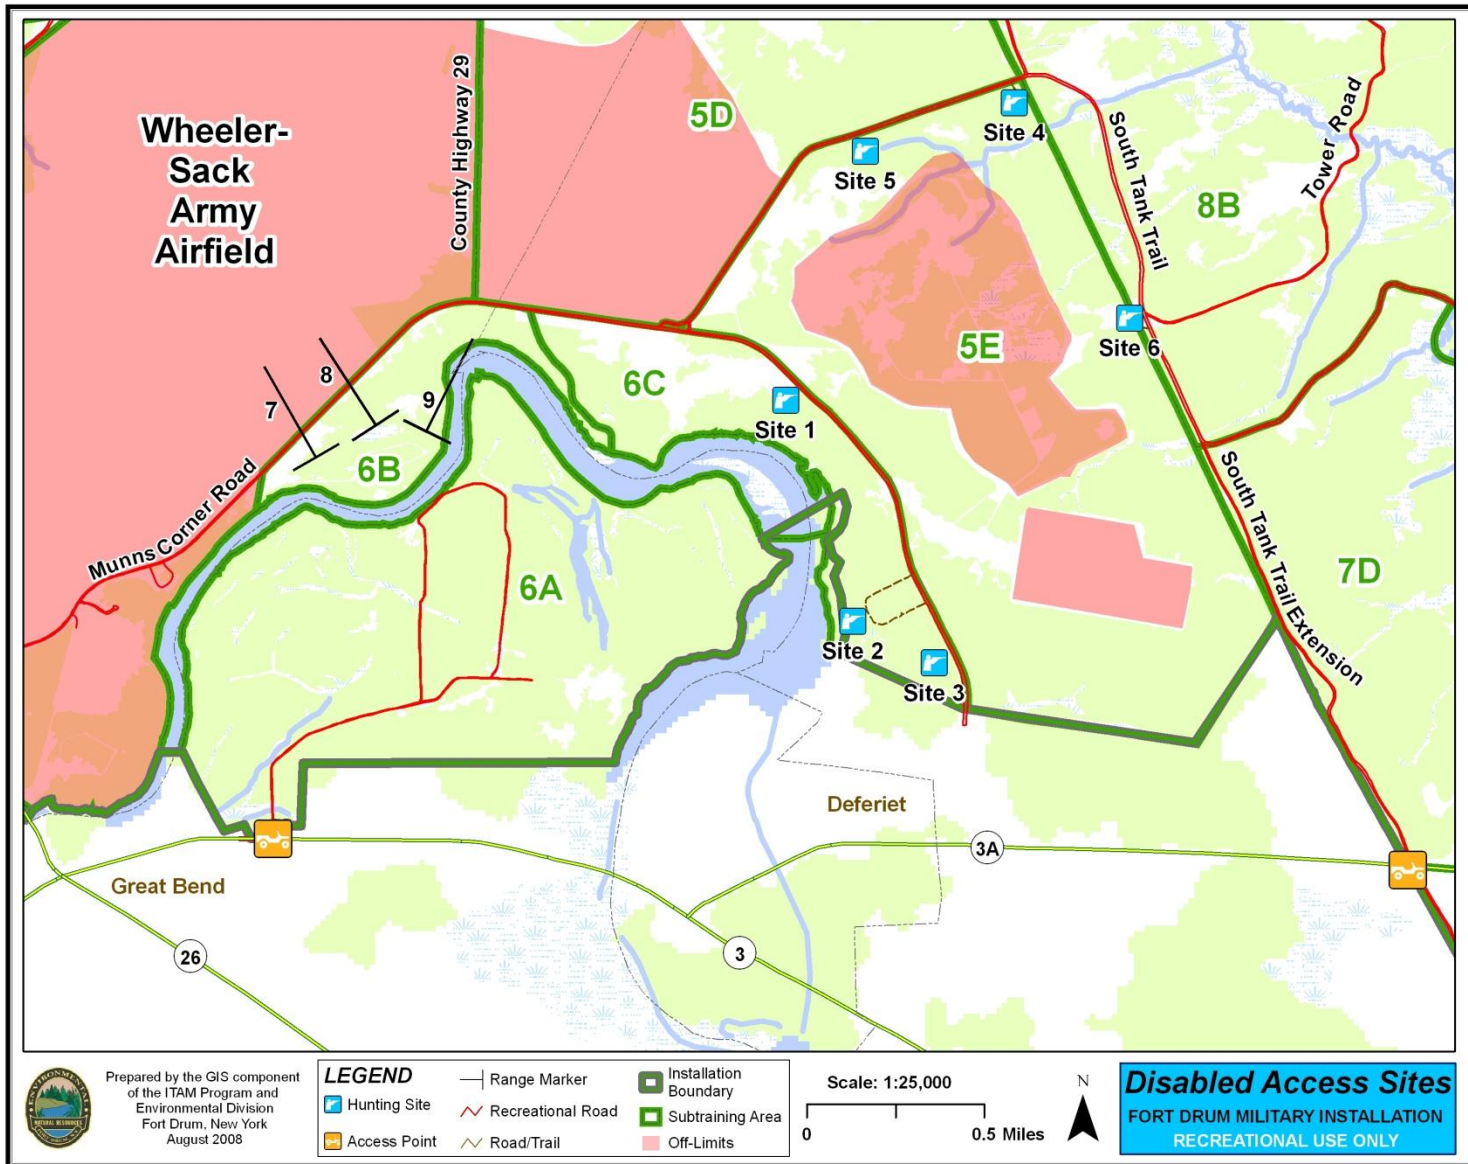 Wheeler-
Sack
Army
Airfield
County Highway 29
5D
Site 4
Site 5
South Tank Trail
Tower Road
8B
5E
Site 6
7
8
9
6C
Site 1
6B
Munns Corner Road
6A
South Tank Trail Extension
7D
Site 2
Site 3
Deferiet
3A
Great Bend
26
3
ENVIRONMENTAL
NATURAL RESOURCES
Prepared by the GIS component
of the ITAM Program and
Environmental Division
Fort Drum, New York
August 2008
LEGEND
Hunting Site
Access Point
Range Marker
Recreational Road
Road/Trail
Installation
Boundary
Subtraining Area
Off-Limits
Scale: 1:25,000
0
0.5 Miles
N
Disabled Access Sites
FORT DRUM MILITARY INSTALLATION
RECREATIONAL USE ONLY